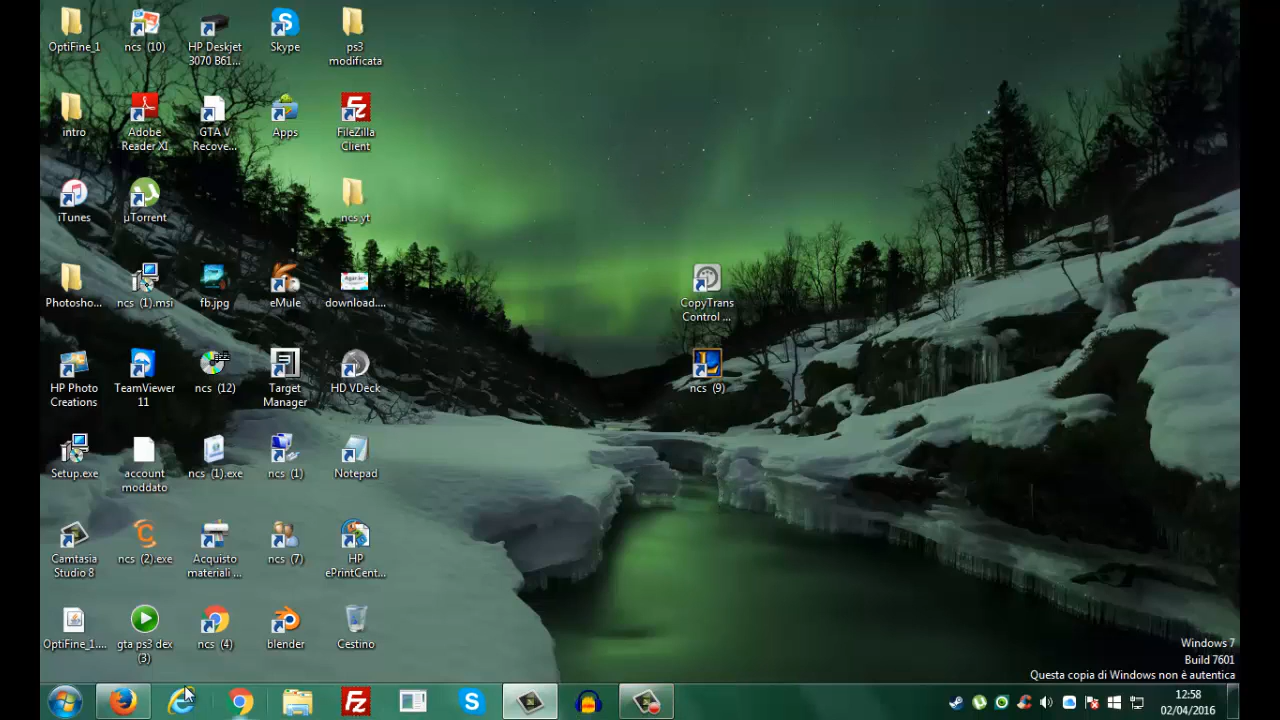 OptiFine_1
ncs (10)
HP Deskjet
3070 B61...
Skype
ps3
modificata
intro
Adobe
Reader XI
GTA V
Recove...
Apps
FileZilla
Client
iTunes
µTorrent
ncs yt
Photosho...
ncs (1).msi
fb.jpg
eMule
download....
CopyTrans
Control ...
HP Photo
Creations
TeamViewer
11
ncs (12)
Target
Manager
HD VDeck
ncs (9)
Setup.exe
account
moddato
ncs (1).exe
ncs (1)
Notepad
Camtasia
Studio 8
ncs (2).exe
Acquisto
materiali ...
ncs (7)
HP
ePrintCent...
OptiFine_1....
gta ps3 dex
(3)
ncs (4)
blender
Cestino
Windows 7
Build 7601
Questa copia di Windows non è autentica
12:58
02/04/2016